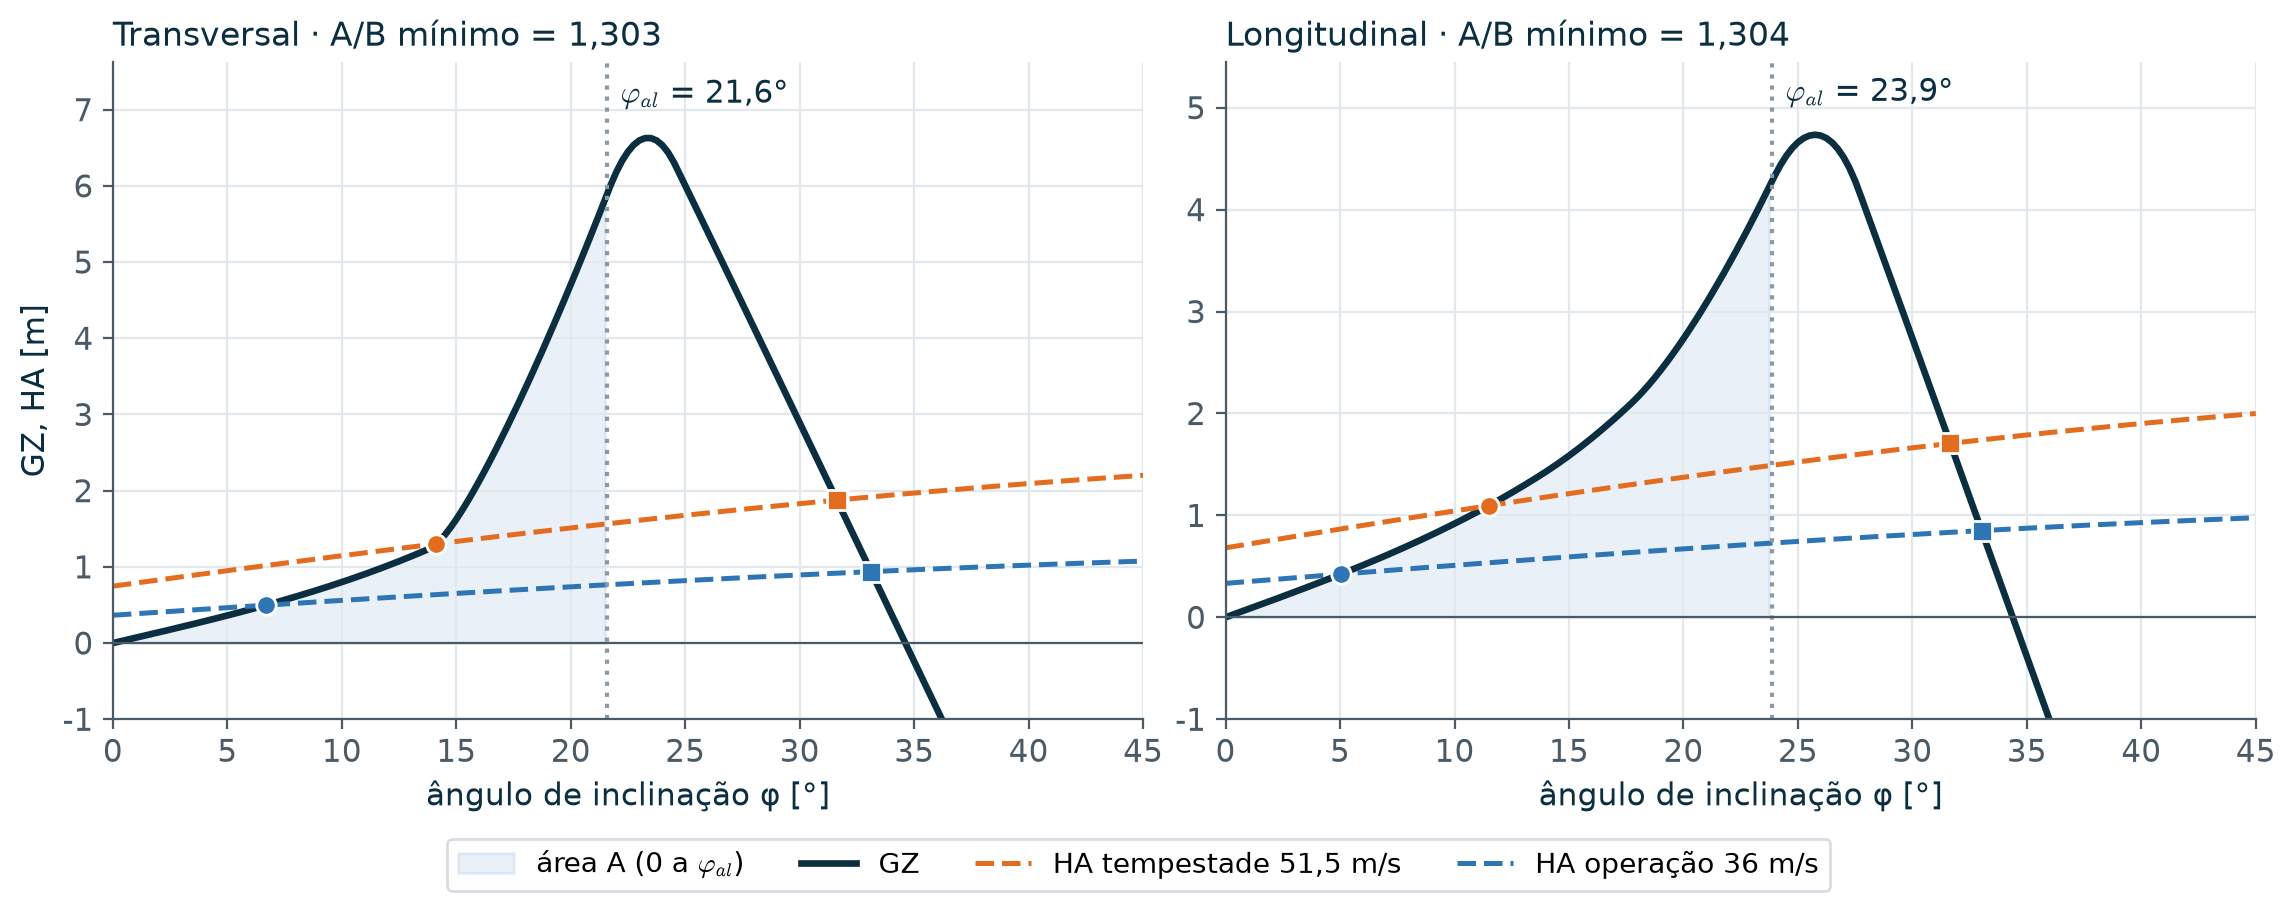 Transversal · A/B mínimo = 1,303
φal = 21,6°
GZ, HA [m]
7
6
5
4
3
2
1
0
-1
0 5 10 15 20 25 30 35 40 45
ângulo de inclinação φ [°]
Longitudinal · A/B mínimo = 1,304
φal = 23,9°
5
4
3
2
1
0
-1
0 5 10 15 20 25 30 35 40 45
ângulo de inclinação φ [°]
área A (0 a φal) GZ HA tempestade 51,5 m/s HA operação 36 m/s